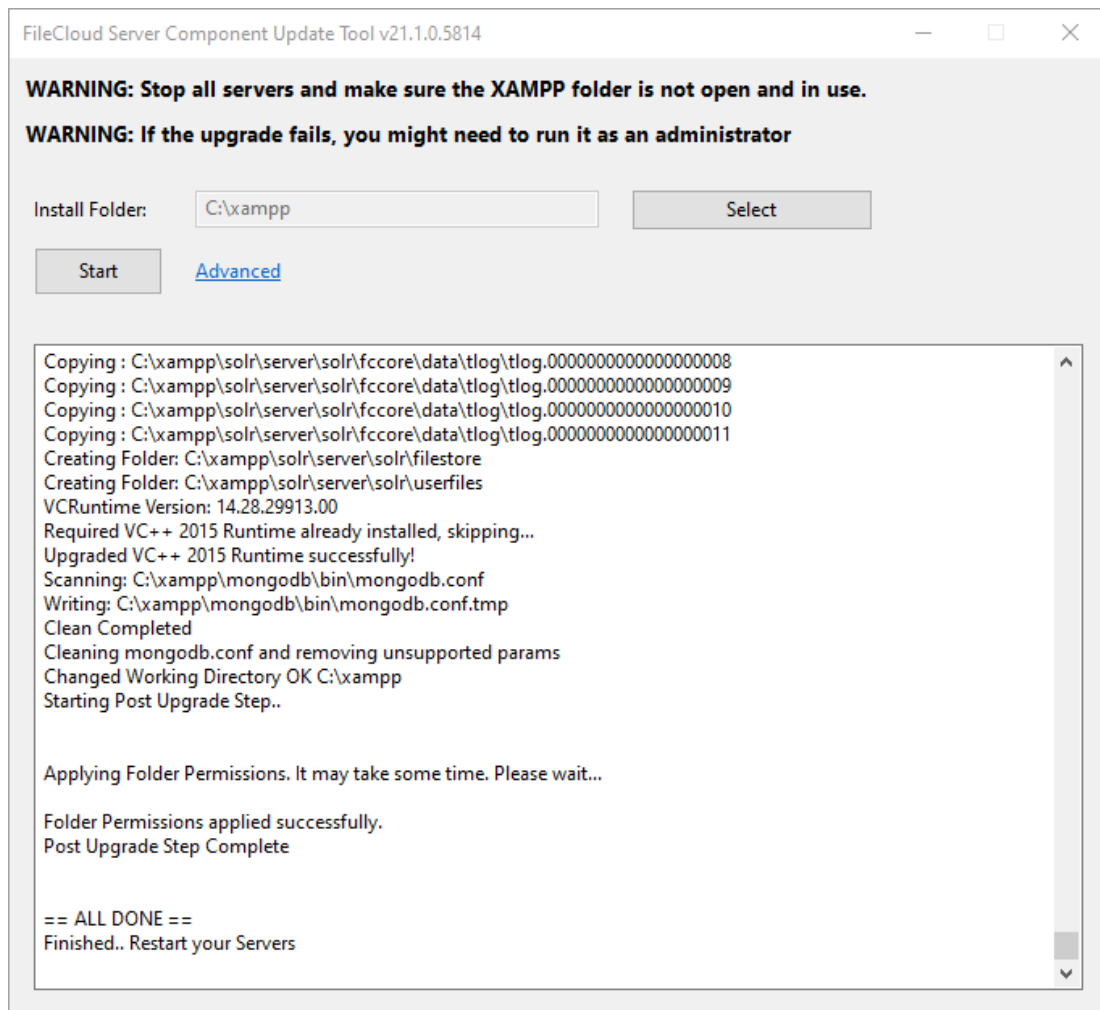 FileCloud Server Component Update Tool v21.1.0.5814
WARNING: Stop all servers and make sure the XAMPP folder is not open and in use.
WARNING: If the upgrade fails, you might need to run it as an administrator
Install Folder: C:\xampp Select
Start Advanced
Copying : C:\xampp\solr\server\solr\fccore\data\tlog\tlog.0000000000000000008
Copying : C:\xampp\solr\server\solr\fccore\data\tlog\tlog.0000000000000000009
Copying : C:\xampp\solr\server\solr\fccore\data\tlog\tlog.0000000000000000010
Copying : C:\xampp\solr\server\solr\fccore\data\tlog\tlog.0000000000000000011
Creating Folder: C:\xampp\solr\server\solr\filestore
Creating Folder: C:\xampp\solr\server\solr\userfiles
VCRuntime Version: 14.28.29913.00
Required VC++ 2015 Runtime already installed, skipping...
Upgraded VC++ 2015 Runtime successfully!
Scanning: C:\xampp\mongodb\bin\mongodb.conf
Writing: C:\xampp\mongodb\bin\mongodb.conf.tmp
Clean Completed
Cleaning mongodb.conf and removing unsupported params
Changed Working Directory OK C:\xampp
Starting Post Upgrade Step..
Applying Folder Permissions. It may take some time. Please wait...
Folder Permissions applied successfully.
Post Upgrade Step Complete
== ALL DONE ==
Finished.. Restart your Servers